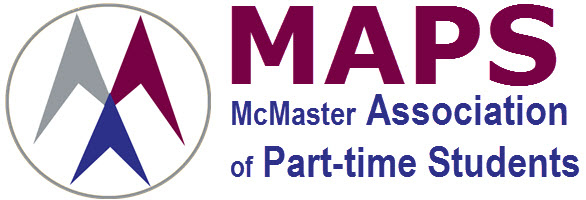 MAPS
McMaster Association
of Part-time Students